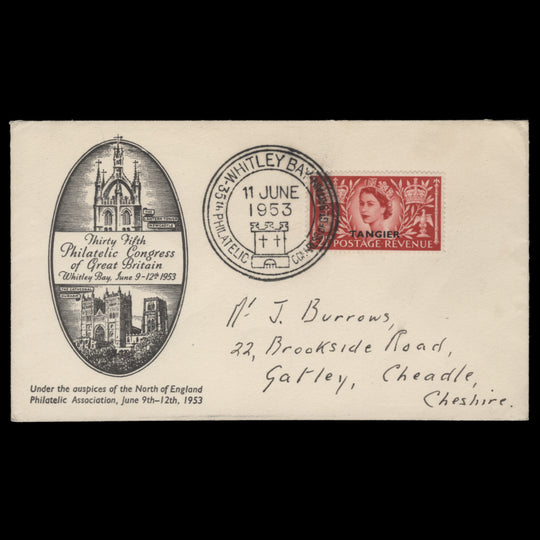 THE LANTERN TOWER
NEWCASTLE
Thirty Fifth
Philatelic Congress
of Great Britain
Whitley Bay, June 9-12th 1953
THE CATHEDRAL
DURHAM
Under the auspices of the North of England
Philatelic Association, June 9th–12th, 1953
35TH PHILATELIC
WHITLEY BAY
11 JUNE
1953
TANGIER
POSTAGE REVENUE
Mr J. Burrows,
22, Brookside Road,
Gatley, Cheadle,
Cheshire.